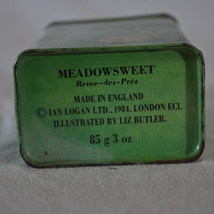 MEADOWSWEET
Reine-des-Prés
MADE IN ENGLAND
© IAN LOGAN LTD., 1984. LONDON EC1.
ILLUSTRATED BY LIZ BUTLER.
85 g 3 oz